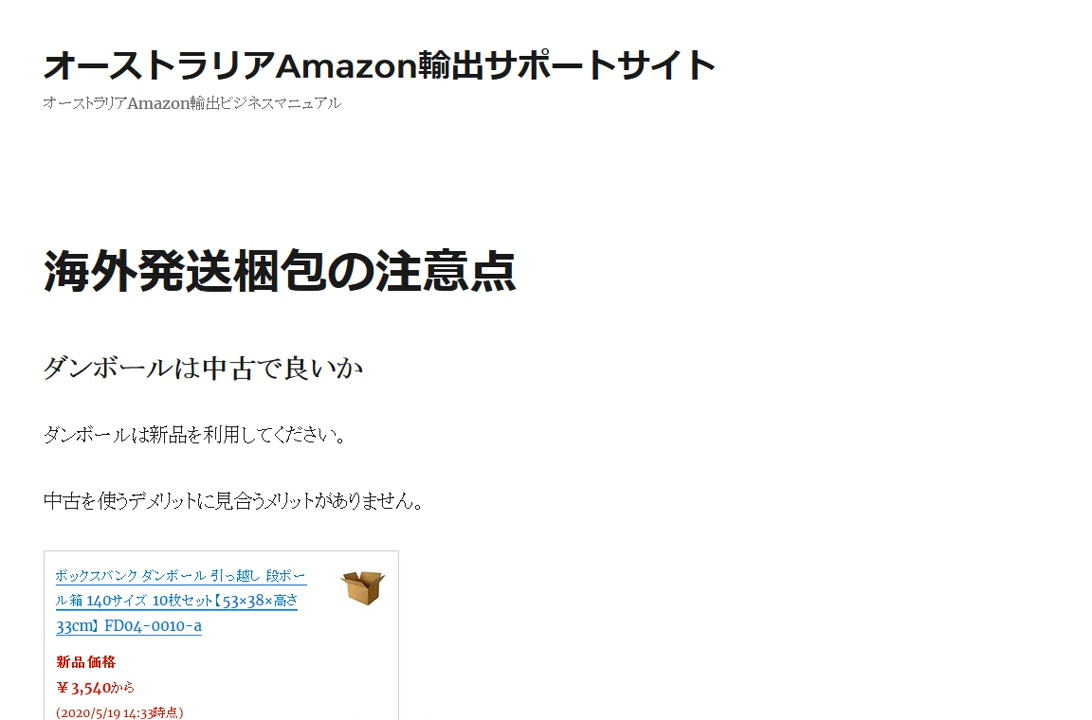 オーストラリアAmazon輸出サポートサイト
オーストラリアAmazon輸出ビジネスマニュアル
海外発送梱包の注意点
ダンボールは中古で良いか
ダンボールは新品を利用してください。
中古を使うデメリットに見合うメリットがありません。
ボックスバンク ダンボール 引っ越し 段ボー
ル箱 140サイズ 10枚セット【53×38×高さ
33cm】 FD04-0010-a
新品価格
￥3,540から
(2020/5/19 14:33時点)